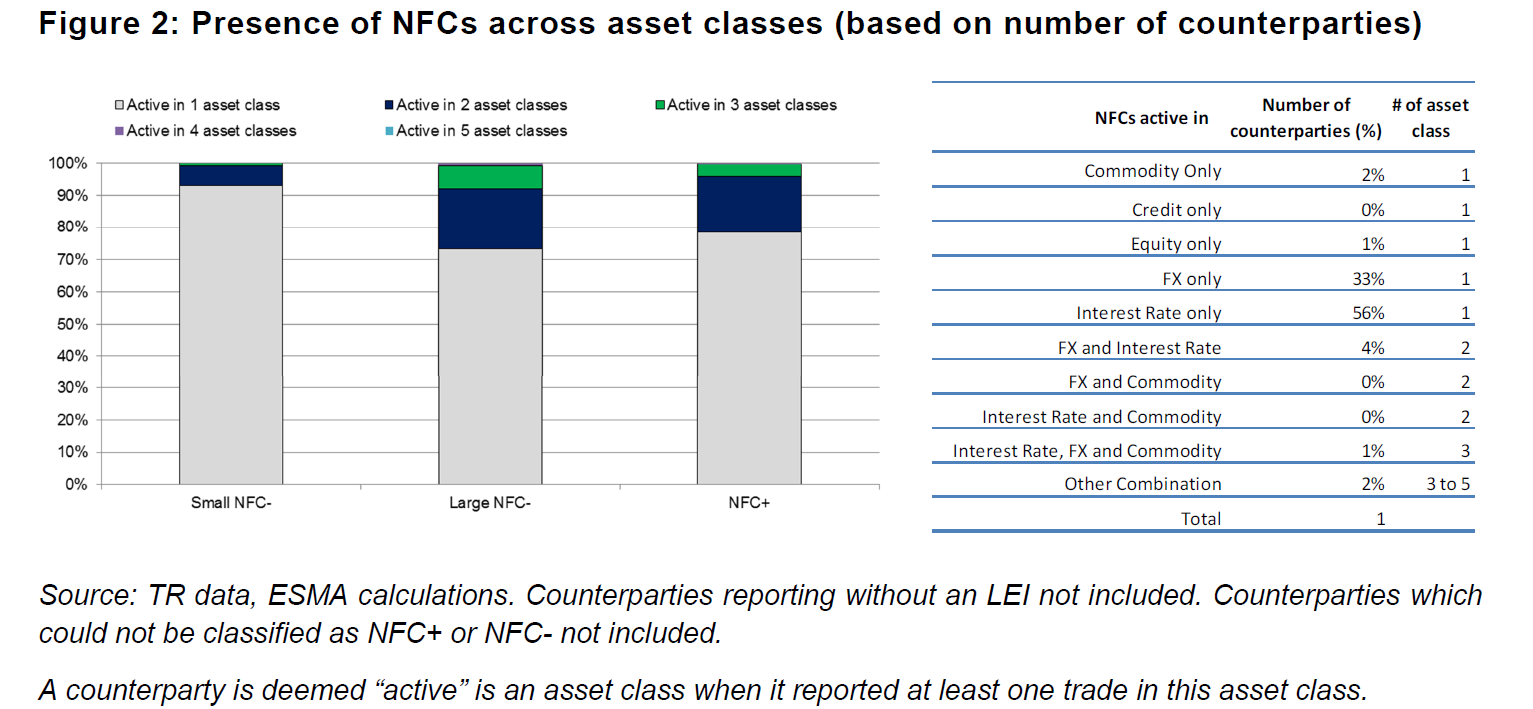 Figure 2: Presence of NFCs across asset classes (based on number of counterparties)
Active in 1 asset class Active in 2 asset classes Active in 3 asset classes
Active in 4 asset classes Active in 5 asset classes
100%
90%
80%
70%
60%
50%
40%
30%
20%
10%
0%
Small NFC- Large NFC- NFC+
NFCs active in Number of counterparties (%) # of asset class
Commodity Only 2% 1
Credit only 0% 1
Equity only 1% 1
FX only 33% 1
Interest Rate only 56% 1
FX and Interest Rate 4% 2
FX and Commodity 0% 2
Interest Rate and Commodity 0% 2
Interest Rate, FX and Commodity 1% 3
Other Combination 2% 3 to 5
Total 1
Source: TR data, ESMA calculations. Counterparties reporting without an LEI not included. Counterparties which
could not be classified as NFC+ or NFC- not included.
A counterparty is deemed “active” is an asset class when it reported at least one trade in this asset class.